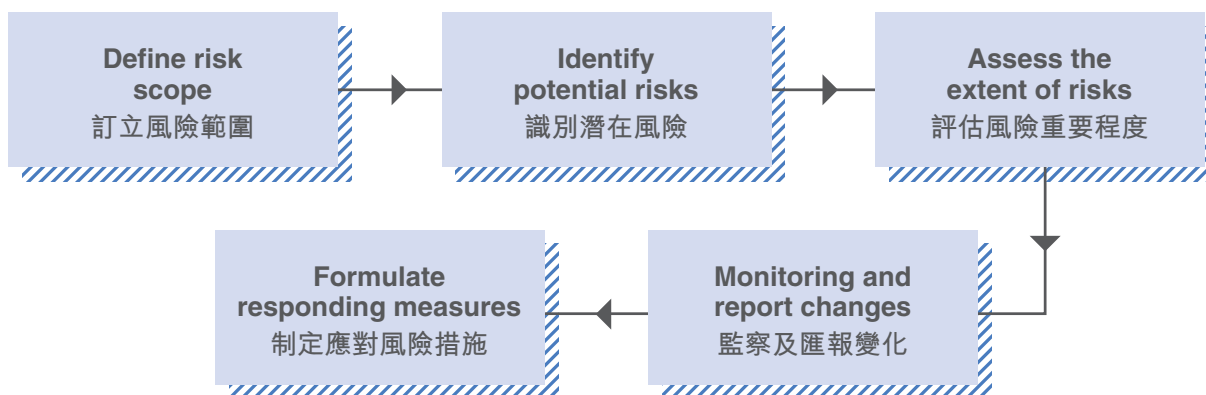 Define risk
scope
訂立風險範圍
Identify
potential risks
識別潛在風險
Assess the
extent of risks
評估風險重要程度
Monitoring and
report changes
監察及匯報變化
Formulate
responding measures
制定應對風險措施